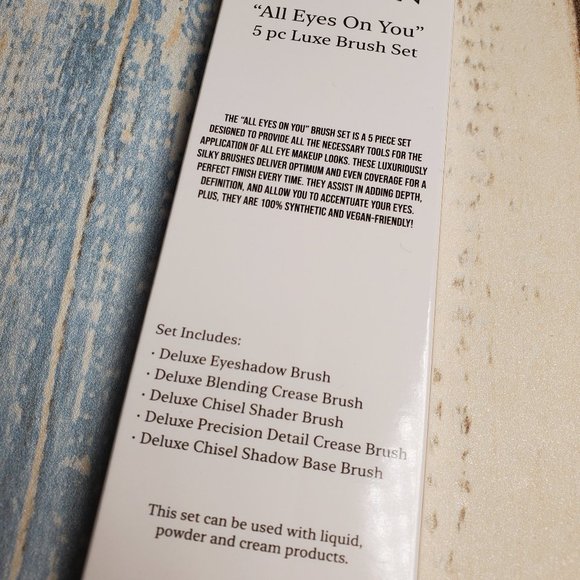 "All Eyes On You"
5 pc Luxe Brush Set
THE "ALL EYES ON YOU" BRUSH SET IS A 5 PIECE SET
DESIGNED TO PROVIDE ALL THE NECESSARY TOOLS FOR THE
APPLICATION OF ALL EYE MAKEUP LOOKS. THESE LUXURIOUSLY
SILKY BRUSHES DELIVER OPTIMUM AND EVEN COVERAGE FOR A
PERFECT FINISH EVERY TIME. THEY ASSIST IN ADDING DEPTH,
DEFINITION, AND ALLOW YOU TO ACCENTUATE YOUR EYES.
PLUS, THEY ARE 100% SYNTHETIC AND VEGAN-FRIENDLY!
Set Includes:
· Deluxe Eyeshadow Brush
· Deluxe Blending Crease Brush
· Deluxe Chisel Shader Brush
· Deluxe Precision Detail Crease Brush
· Deluxe Chisel Shadow Base Brush
This set can be used with liquid,
powder and cream products.